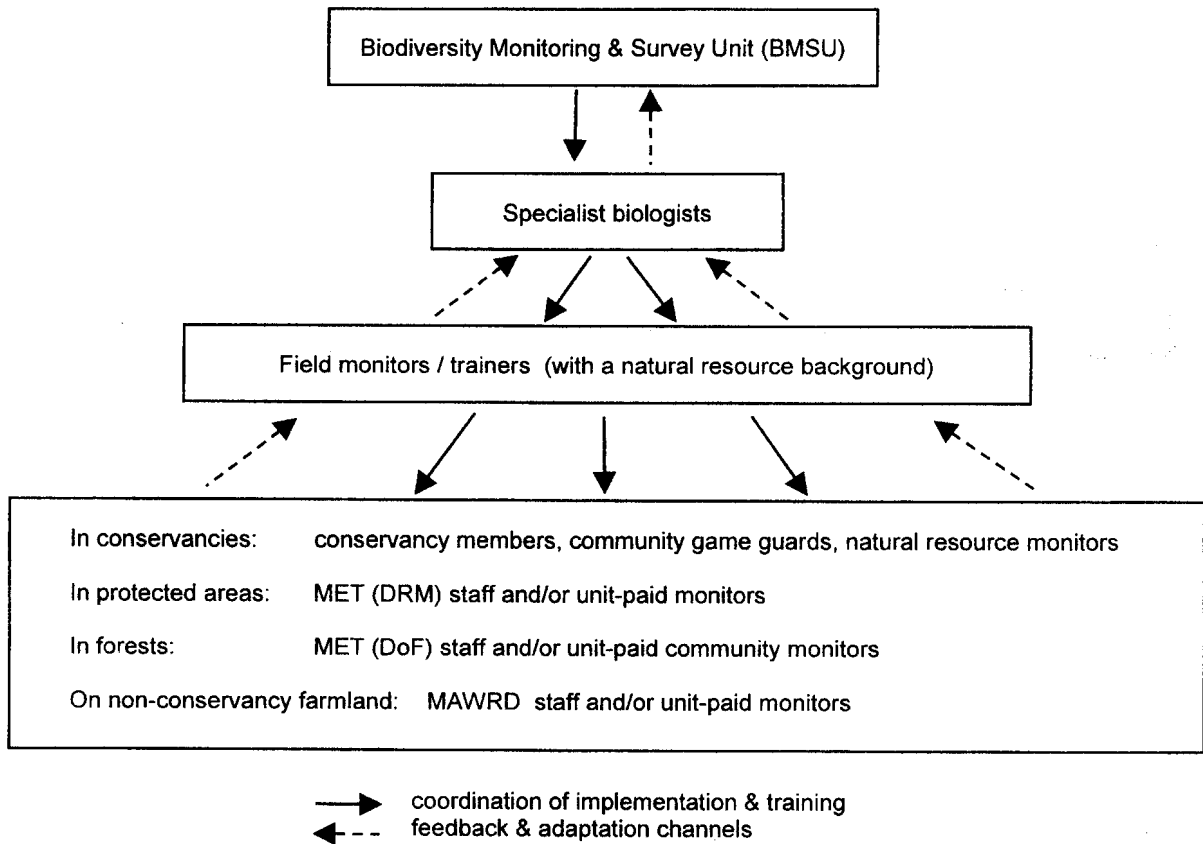 Biodiversity Monitoring & Survey Unit (BMSU)
Specialist biologists
Field monitors / trainers (with a natural resource background)
In conservancies: conservancy members, community game guards, natural resource monitors
In protected areas: MET (DRM) staff and/or unit-paid monitors
In forests: MET (DoF) staff and/or unit-paid community monitors
On non-conservancy farmland: MAWRD staff and/or unit-paid monitors
coordination of implementation & training
feedback & adaptation channels